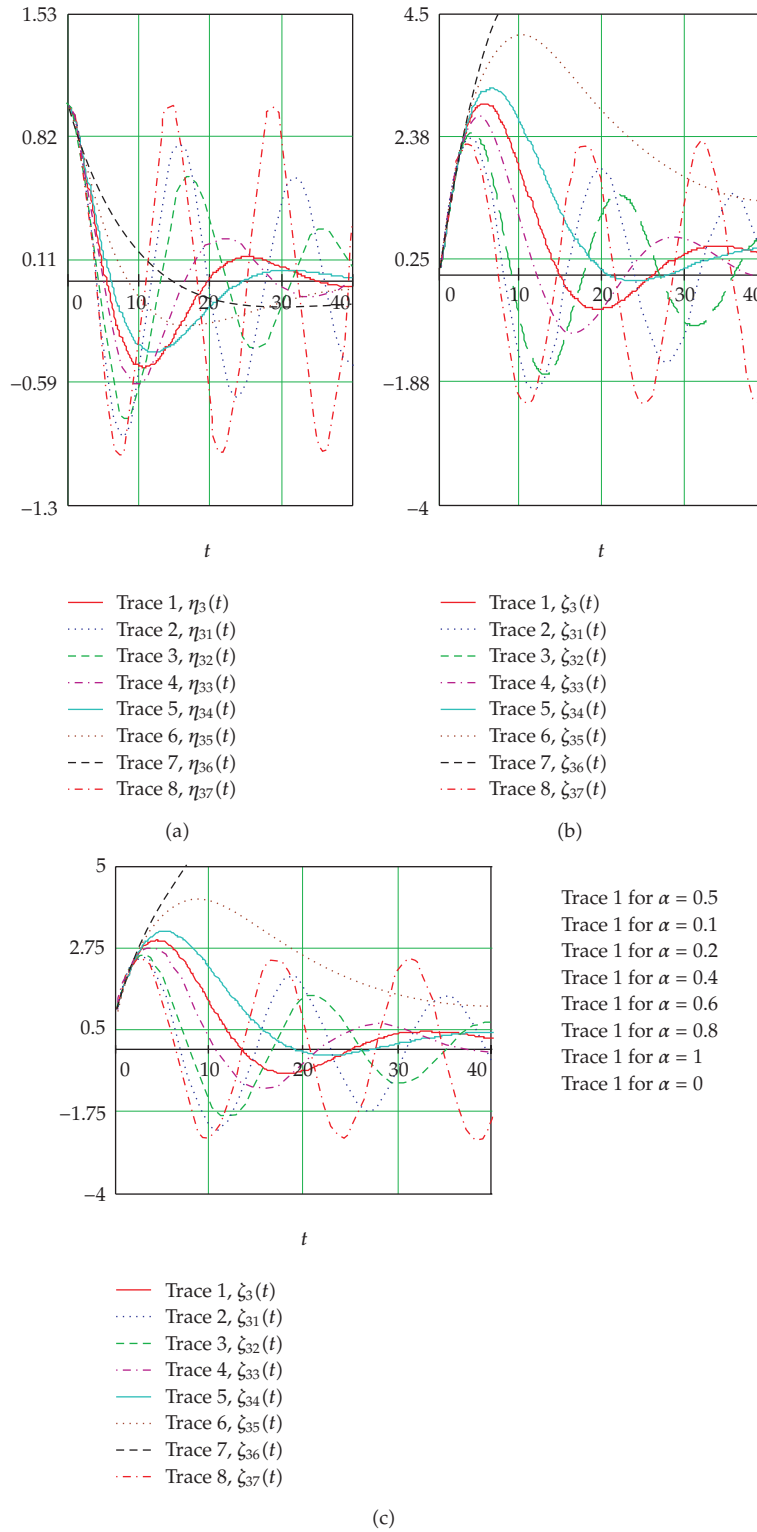 1.53
0.82
0.11
−0.59
−1.3
0
10
20
30
40
t
Trace 1, η3(t)
Trace 2, η31(t)
Trace 3, η32(t)
Trace 4, η33(t)
Trace 5, η34(t)
Trace 6, η35(t)
Trace 7, η36(t)
Trace 8, η37(t)
(a)
4.5
2.38
0.25
−1.88
−4
0
10
20
30
40
t
Trace 1, ζ3(t)
Trace 2, ζ31(t)
Trace 3, ζ32(t)
Trace 4, ζ33(t)
Trace 5, ζ34(t)
Trace 6, ζ35(t)
Trace 7, ζ36(t)
Trace 8, ζ37(t)
(b)
5
2.75
0.5
−1.75
−4
0
10
20
30
40
t
Trace 1 for α = 0.5
Trace 1 for α = 0.1
Trace 1 for α = 0.2
Trace 1 for α = 0.4
Trace 1 for α = 0.6
Trace 1 for α = 0.8
Trace 1 for α = 1
Trace 1 for α = 0
Trace 1, ζ3(t)
Trace 2, ζ31(t)
Trace 3, ζ32(t)
Trace 4, ζ33(t)
Trace 5, ζ34(t)
Trace 6, ζ35(t)
Trace 7, ζ36(t)
Trace 8, ζ37(t)
(c)